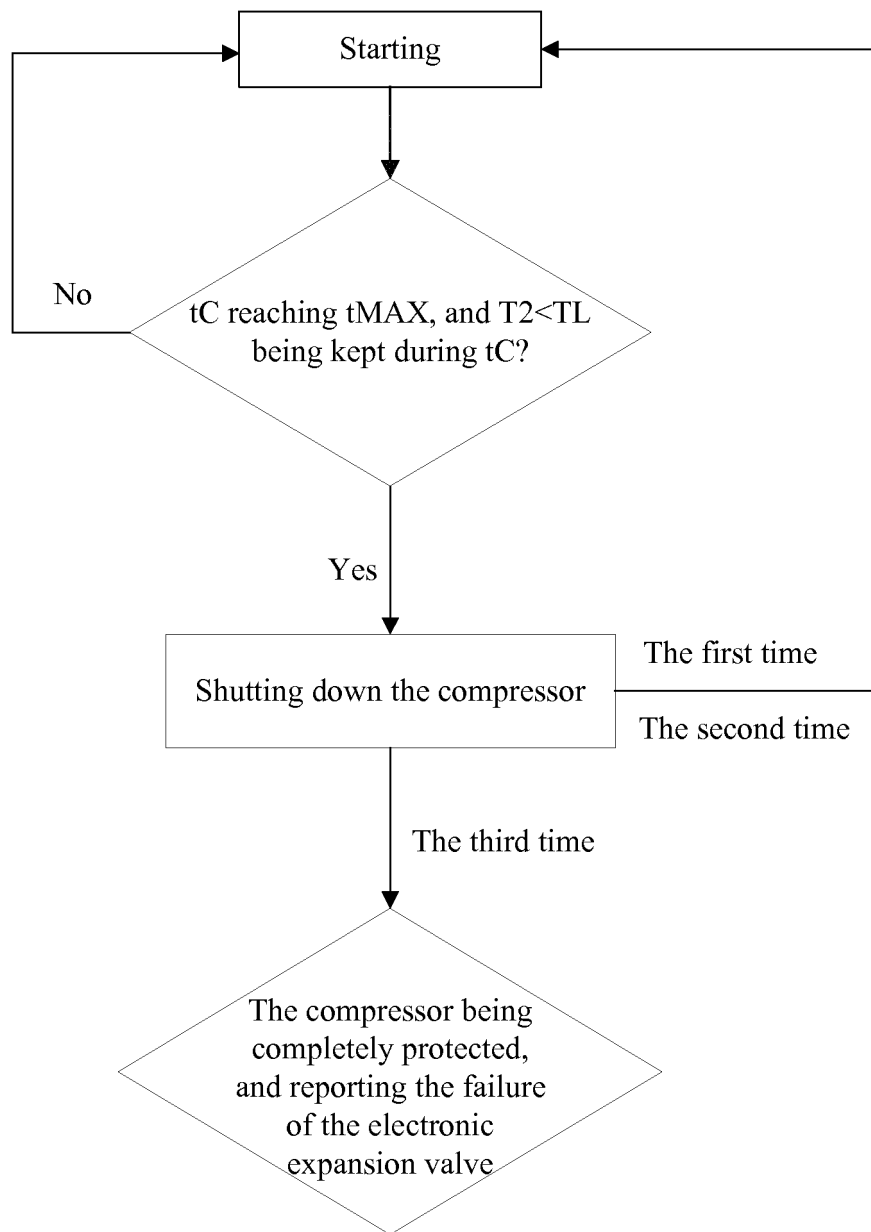 Starting
No
tC reaching tMAX, and T2<TL
being kept during tC?
Yes
The first time
Shutting down the compressor
The second time
The third time
The compressor being
completely protected,
and reporting the failure
of the electronic
expansion valve